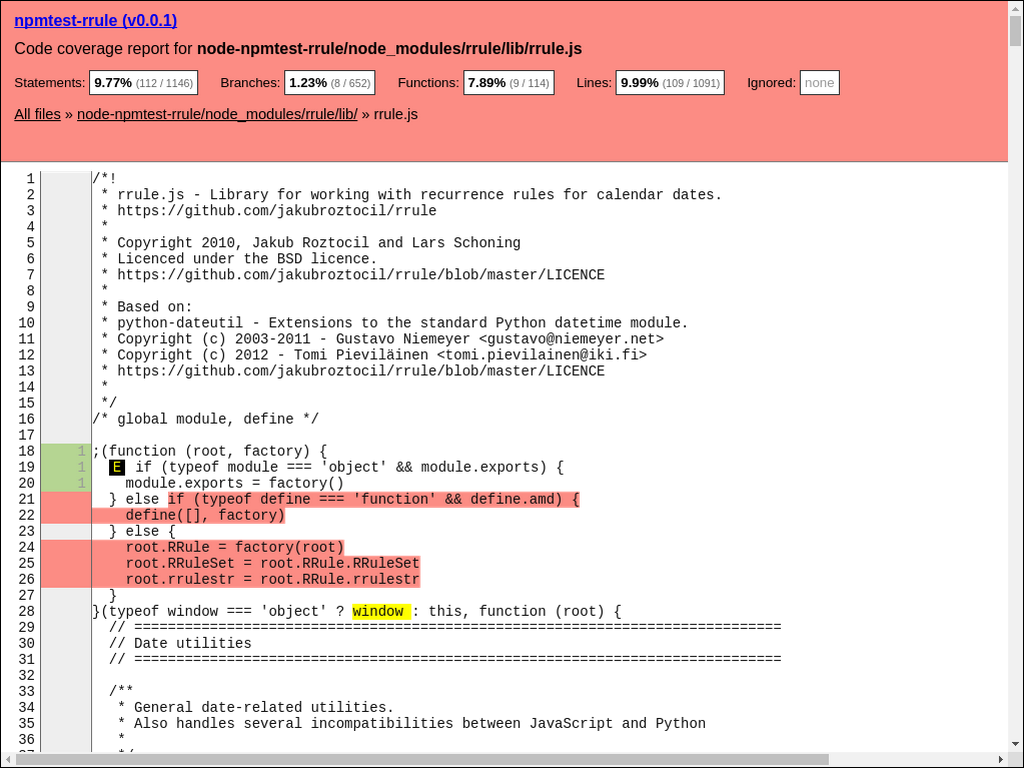 npmtest-rrule (v0.0.1)
Code coverage report for node-npmtest-rrule/node_modules/rrule/lib/rrule.js
Statements: 9.77% (112 / 1146) Branches: 1.23% (8 / 652) Functions: 7.89% (9 / 114) Lines: 9.99% (109 / 1091) Ignored: none
All files » node-npmtest-rrule/node_modules/rrule/lib/ » rrule.js
1 /*!
2  * rrule.js - Library for working with recurrence rules for calendar dates.
3  * https://github.com/jakubroztocil/rrule
4  *
5  * Copyright 2010, Jakub Roztocil and Lars Schoning
6  * Licenced under the BSD licence.
7  * https://github.com/jakubroztocil/rrule/blob/master/LICENCE
8  *
9  * Based on:
10  * python-dateutil - Extensions to the standard Python datetime module.
11  * Copyright (c) 2003-2011 - Gustavo Niemeyer <gustavo@niemeyer.net>
12  * Copyright (c) 2012 - Tomi Pieviläinen <tomi.pievilainen@iki.fi>
13  * https://github.com/jakubroztocil/rrule/blob/master/LICENCE
14  *
15  */
16 /* global module, define */
17
18 1 ;(function (root, factory) {
19 1   E if (typeof module === 'object' && module.exports) {
20 1     module.exports = factory()
21   } else if (typeof define === 'function' && define.amd) {
22     define([], factory)
23   } else {
24     root.RRule = factory(root)
25     root.RRuleSet = root.RRule.RRuleSet
26     root.rrulestr = root.RRule.rrulestr
27   }
28 }(typeof window === 'object' ? window : this, function (root) {
29   // =============================================================================
30   // Date utilities
31   // =============================================================================
32
33   /**
34    * General date-related utilities.
35    * Also handles several incompatibilities between JavaScript and Python
36    *